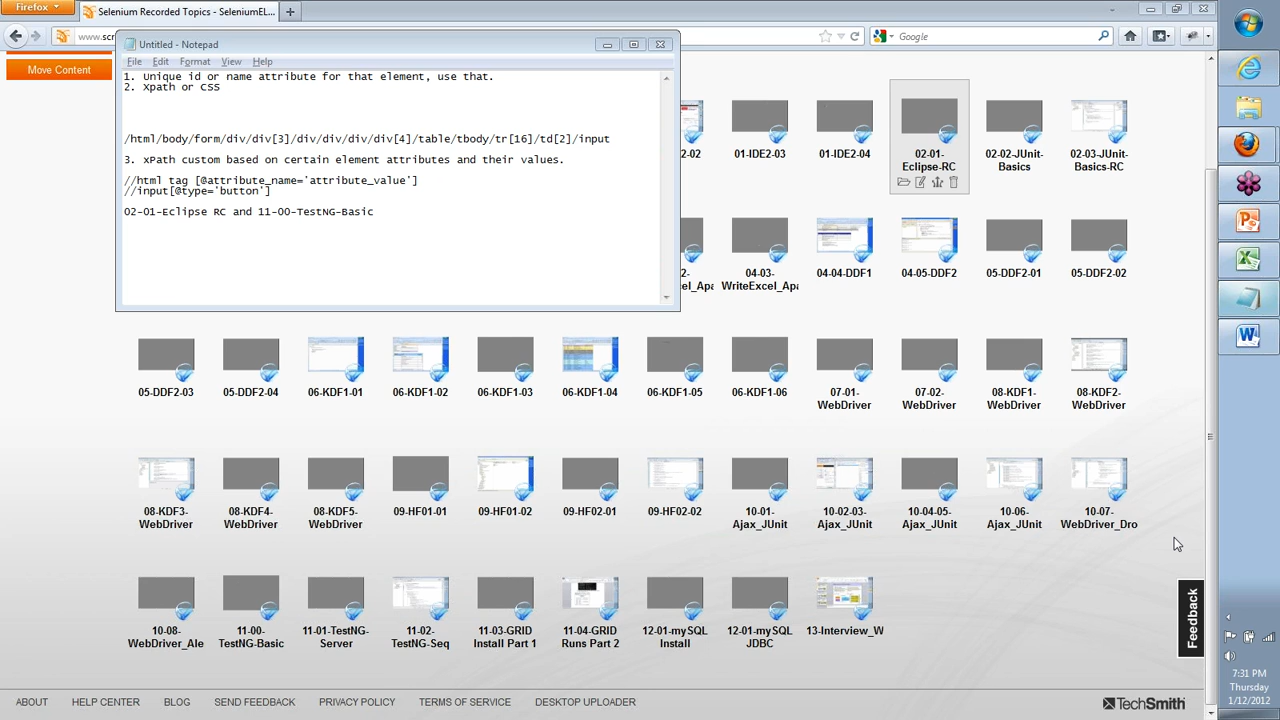 Firefox
Selenium Recorded Topics - SeleniumEL...
www.scr
Google
Move Content
Untitled - Notepad
File Edit Format View Help
1. Unique id or name attribute for that element, use that.
2. Xpath or CSS
/html/body/form/div/div[3]/div/div/div/div[4]/table/tbody/tr[16]/td[2]/input
3. xPath custom based on certain element attributes and their values.
//html tag [@attribute_name='attribute_value']
//input[@type='button']
02-01-Eclipse RC and 11-00-TestNG-Basic
02-02 01-IDE2-03 01-IDE2-04 02-01-Eclipse-RC 02-02-JUnit-Basics 02-03-JUnit-Basics-RC
2-xcel_Apa 04-03-WriteExcel_Apa 04-04-DDF1 04-05-DDF2 05-DDF2-01 05-DDF2-02
05-DDF2-03 05-DDF2-04 06-KDF1-01 06-KDF1-02 06-KDF1-03 06-KDF1-04 06-KDF1-05 06-KDF1-06 07-01-WebDriver 07-02-WebDriver 08-KDF1-WebDriver 08-KDF2-WebDriver
08-KDF3-WebDriver 08-KDF4-WebDriver 08-KDF5-WebDriver 09-HF01-01 09-HF01-02 09-HF02-01 09-HF02-02 10-01-Ajax_JUnit 10-02-03-Ajax_JUnit 10-04-05-Ajax_JUnit 10-06-Ajax_JUnit 10-07-WebDriver_Dro
10-08-WebDriver_Ale 11-00-TestNG-Basic 11-01-TestNG-Server 11-02-TestNG-Seq 11-03-GRID Install Part 1 11-04-GRID Runs Part 2 12-01-mySQL Install 12-01-mySQL JDBC 13-Interview_W
Feedback
ABOUT HELP CENTER BLOG SEND FEEDBACK PRIVACY POLICY TERMS OF SERVICE DESKTOP UPLOADER TechSmith
7:31 PM
Thursday
1/12/2012